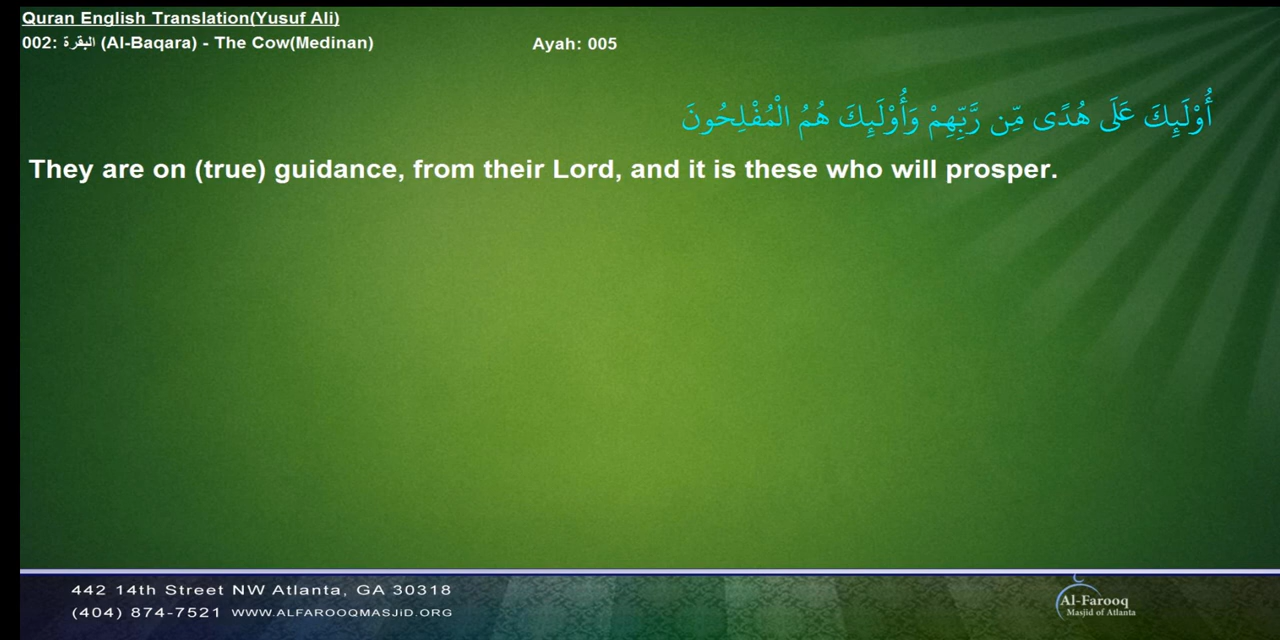 Quran English Translation(Yusuf Ali)
002: البقرة (Al-Baqara) - The Cow(Medinan)
Ayah: 005
أُوْلَـٰئِكَ عَلَى هُدًى مِّن رَّبِّهِمْ وَأُوْلَـٰئِكَ هُمُ الْمُفْلِحُونَ
They are on (true) guidance, from their Lord, and it is these who will prosper.
442 14th Street NW Atlanta, GA 30318
(404) 874-7521 WWW.ALFAROOQMASJiD.ORG
Al-Farooq
Masjid of Atlanta